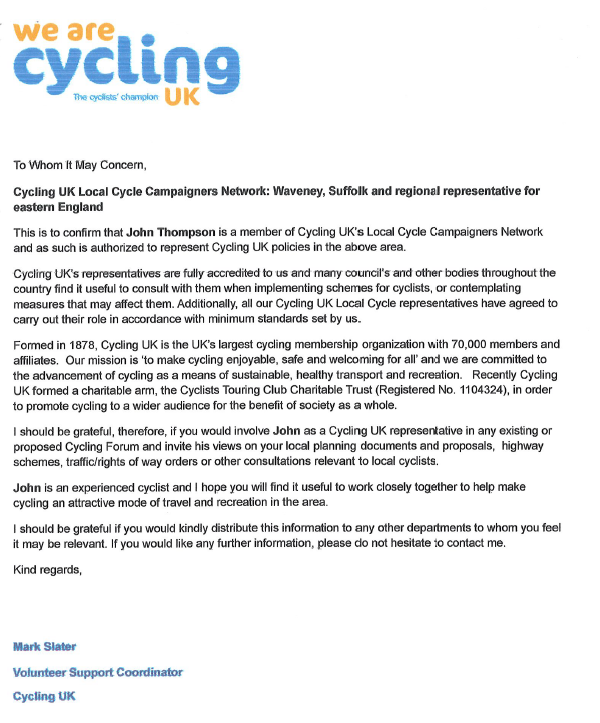 we are
cycling
The cyclists' champion UK
To Whom It May Concern,
Cycling UK Local Cycle Campaigners Network: Waveney, Suffolk and regional representative for
eastern England
This is to confirm that John Thompson is a member of Cycling UK's Local Cycle Campaigners Network
and as such is authorized to represent Cycling UK policies in the above area.
Cycling UK's representatives are fully accredited to us and many council's and other bodies throughout the
country find it useful to consult with them when implementing schemes for cyclists, or contemplating
measures that may affect them. Additionally, all our Cycling UK Local Cycle representatives have agreed to
carry out their role in accordance with minimum standards set by us.
Formed in 1878, Cycling UK is the UK's largest cycling membership organization with 70,000 members and
affiliates. Our mission is 'to make cycling enjoyable, safe and welcoming for all' and we are committed to
the advancement of cycling as a means of sustainable, healthy transport and recreation. Recently Cycling
UK formed a charitable arm, the Cyclists Touring Club Charitable Trust (Registered No. 1104324), in order
to promote cycling to a wider audience for the benefit of society as a whole.
I should be grateful, therefore, if you would involve John as a Cycling UK representative in any existing or
proposed Cycling Forum and invite his views on your local planning documents and proposals, highway
schemes, traffic/rights of way orders or other consultations relevant to local cyclists.
John is an experienced cyclist and I hope you will find it useful to work closely together to help make
cycling an attractive mode of travel and recreation in the area.
I should be grateful if you would kindly distribute this information to any other departments to whom you feel
it may be relevant. If you would like any further information, please do not hesitate to contact me.
Kind regards,
Mark Slater
Volunteer Support Coordinator
Cycling UK